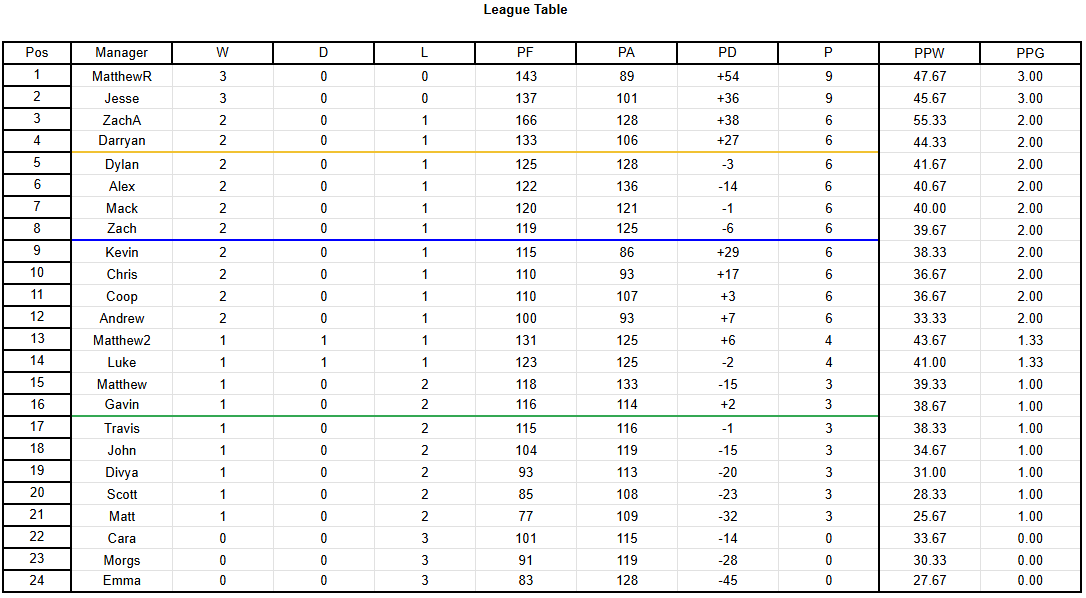 League Table
Pos Manager W D L PF PA PD P PPW PPG
1 MatthewR 3 0 0 143 89 +54 9 47.67 3.00
2 Jesse 3 0 0 137 101 +36 9 45.67 3.00
3 ZachA 2 0 1 166 128 +38 6 55.33 2.00
4 Darryan 2 0 1 133 106 +27 6 44.33 2.00
5 Dylan 2 0 1 125 128 -3 6 41.67 2.00
6 Alex 2 0 1 122 136 -14 6 40.67 2.00
7 Mack 2 0 1 120 121 -1 6 40.00 2.00
8 Zach 2 0 1 119 125 -6 6 39.67 2.00
9 Kevin 2 0 1 115 86 +29 6 38.33 2.00
10 Chris 2 0 1 110 93 +17 6 36.67 2.00
11 Coop 2 0 1 110 107 +3 6 36.67 2.00
12 Andrew 2 0 1 100 93 +7 6 33.33 2.00
13 Matthew2 1 1 1 131 125 +6 4 43.67 1.33
14 Luke 1 1 1 123 125 -2 4 41.00 1.33
15 Matthew 1 0 2 118 133 -15 3 39.33 1.00
16 Gavin 1 0 2 116 114 +2 3 38.67 1.00
17 Travis 1 0 2 115 116 -1 3 38.33 1.00
18 John 1 0 2 104 119 -15 3 34.67 1.00
19 Divya 1 0 2 93 113 -20 3 31.00 1.00
20 Scott 1 0 2 85 108 -23 3 28.33 1.00
21 Matt 1 0 2 77 109 -32 3 25.67 1.00
22 Cara 0 0 3 101 115 -14 0 33.67 0.00
23 Morgs 0 0 3 91 119 -28 0 30.33 0.00
24 Emma 0 0 3 83 128 -45 0 27.67 0.00